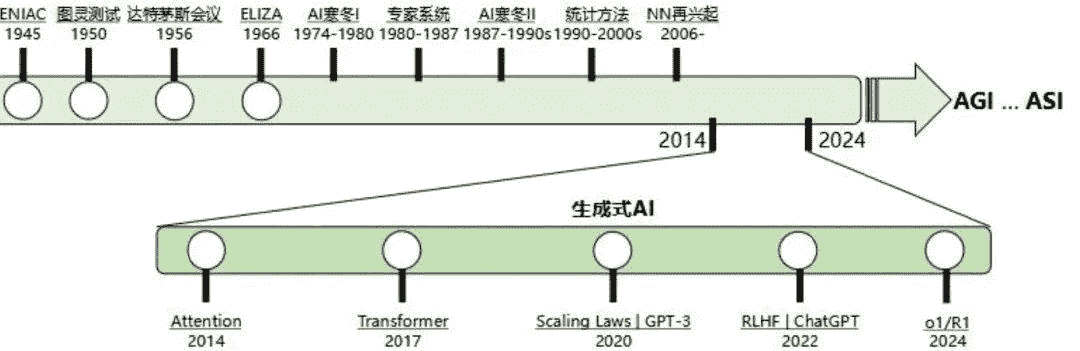 ENIAC 图灵测试 达特茅斯会议 ELIZA AI寒冬I 专家系统 AI寒冬II 统计方法 NN再兴起
1945 1950 1956 1966 1974-1980 1980-1987 1987-1990s 1990-2000s 2006-
AGI ... ASI
2014 2024
生成式AI
Attention Transformer Scaling Laws | GPT-3 RLHF | ChatGPT o1/R1
2014 2017 2020 2022 2024